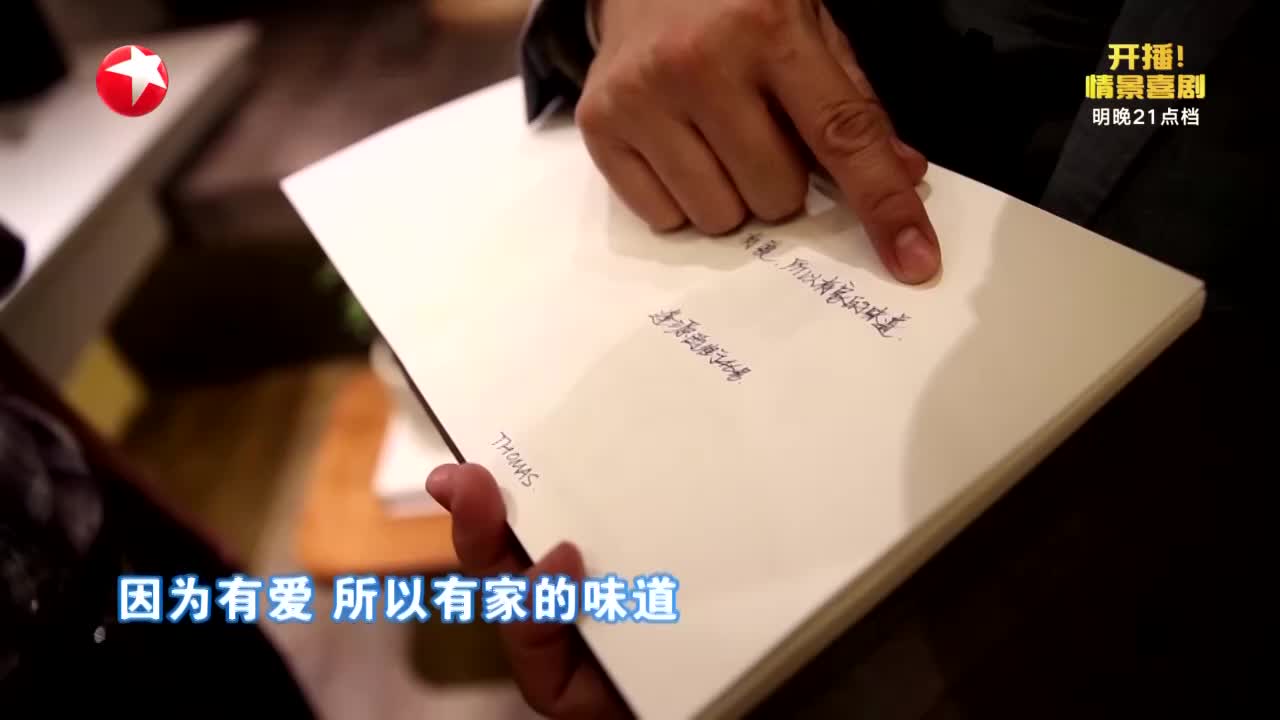 开播!
情景喜剧
明晚21点档
有爱,所以有家的味道.
THOMAS.
因为有爱 所以有家的味道